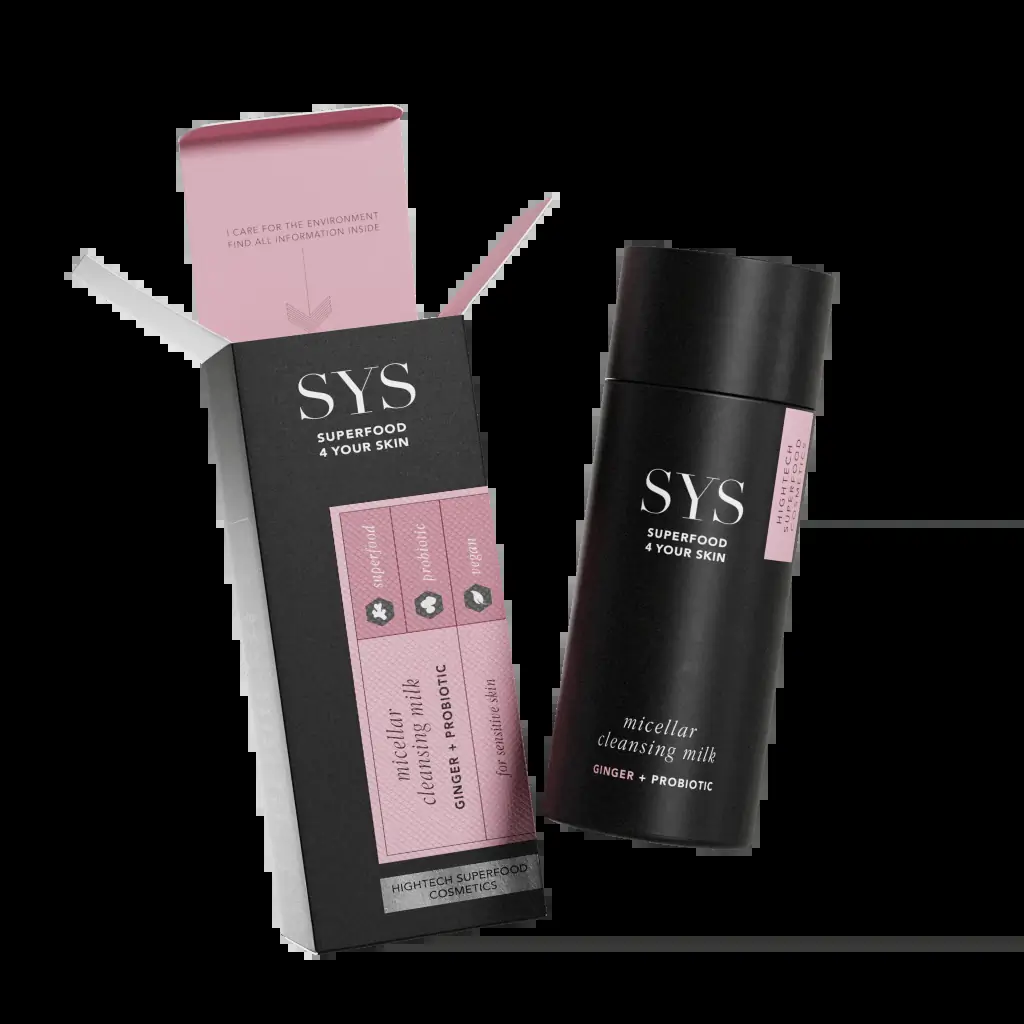 I CARE FOR THE ENVIRONMENT
FIND ALL INFORMATION INSIDE
SYS
SUPERFOOD
4 YOUR SKIN
superfood
probiotic
vegan
micellar
cleansing milk
GINGER + PROBIOTIC
for sensitive skin
HIGHTECH SUPERFOOD
COSMETICS
SYS
SUPERFOOD
4 YOUR SKIN
HIGHTECH
SUPERFOOD
COSMETICS
micellar
cleansing milk
GINGER + PROBIOTIC